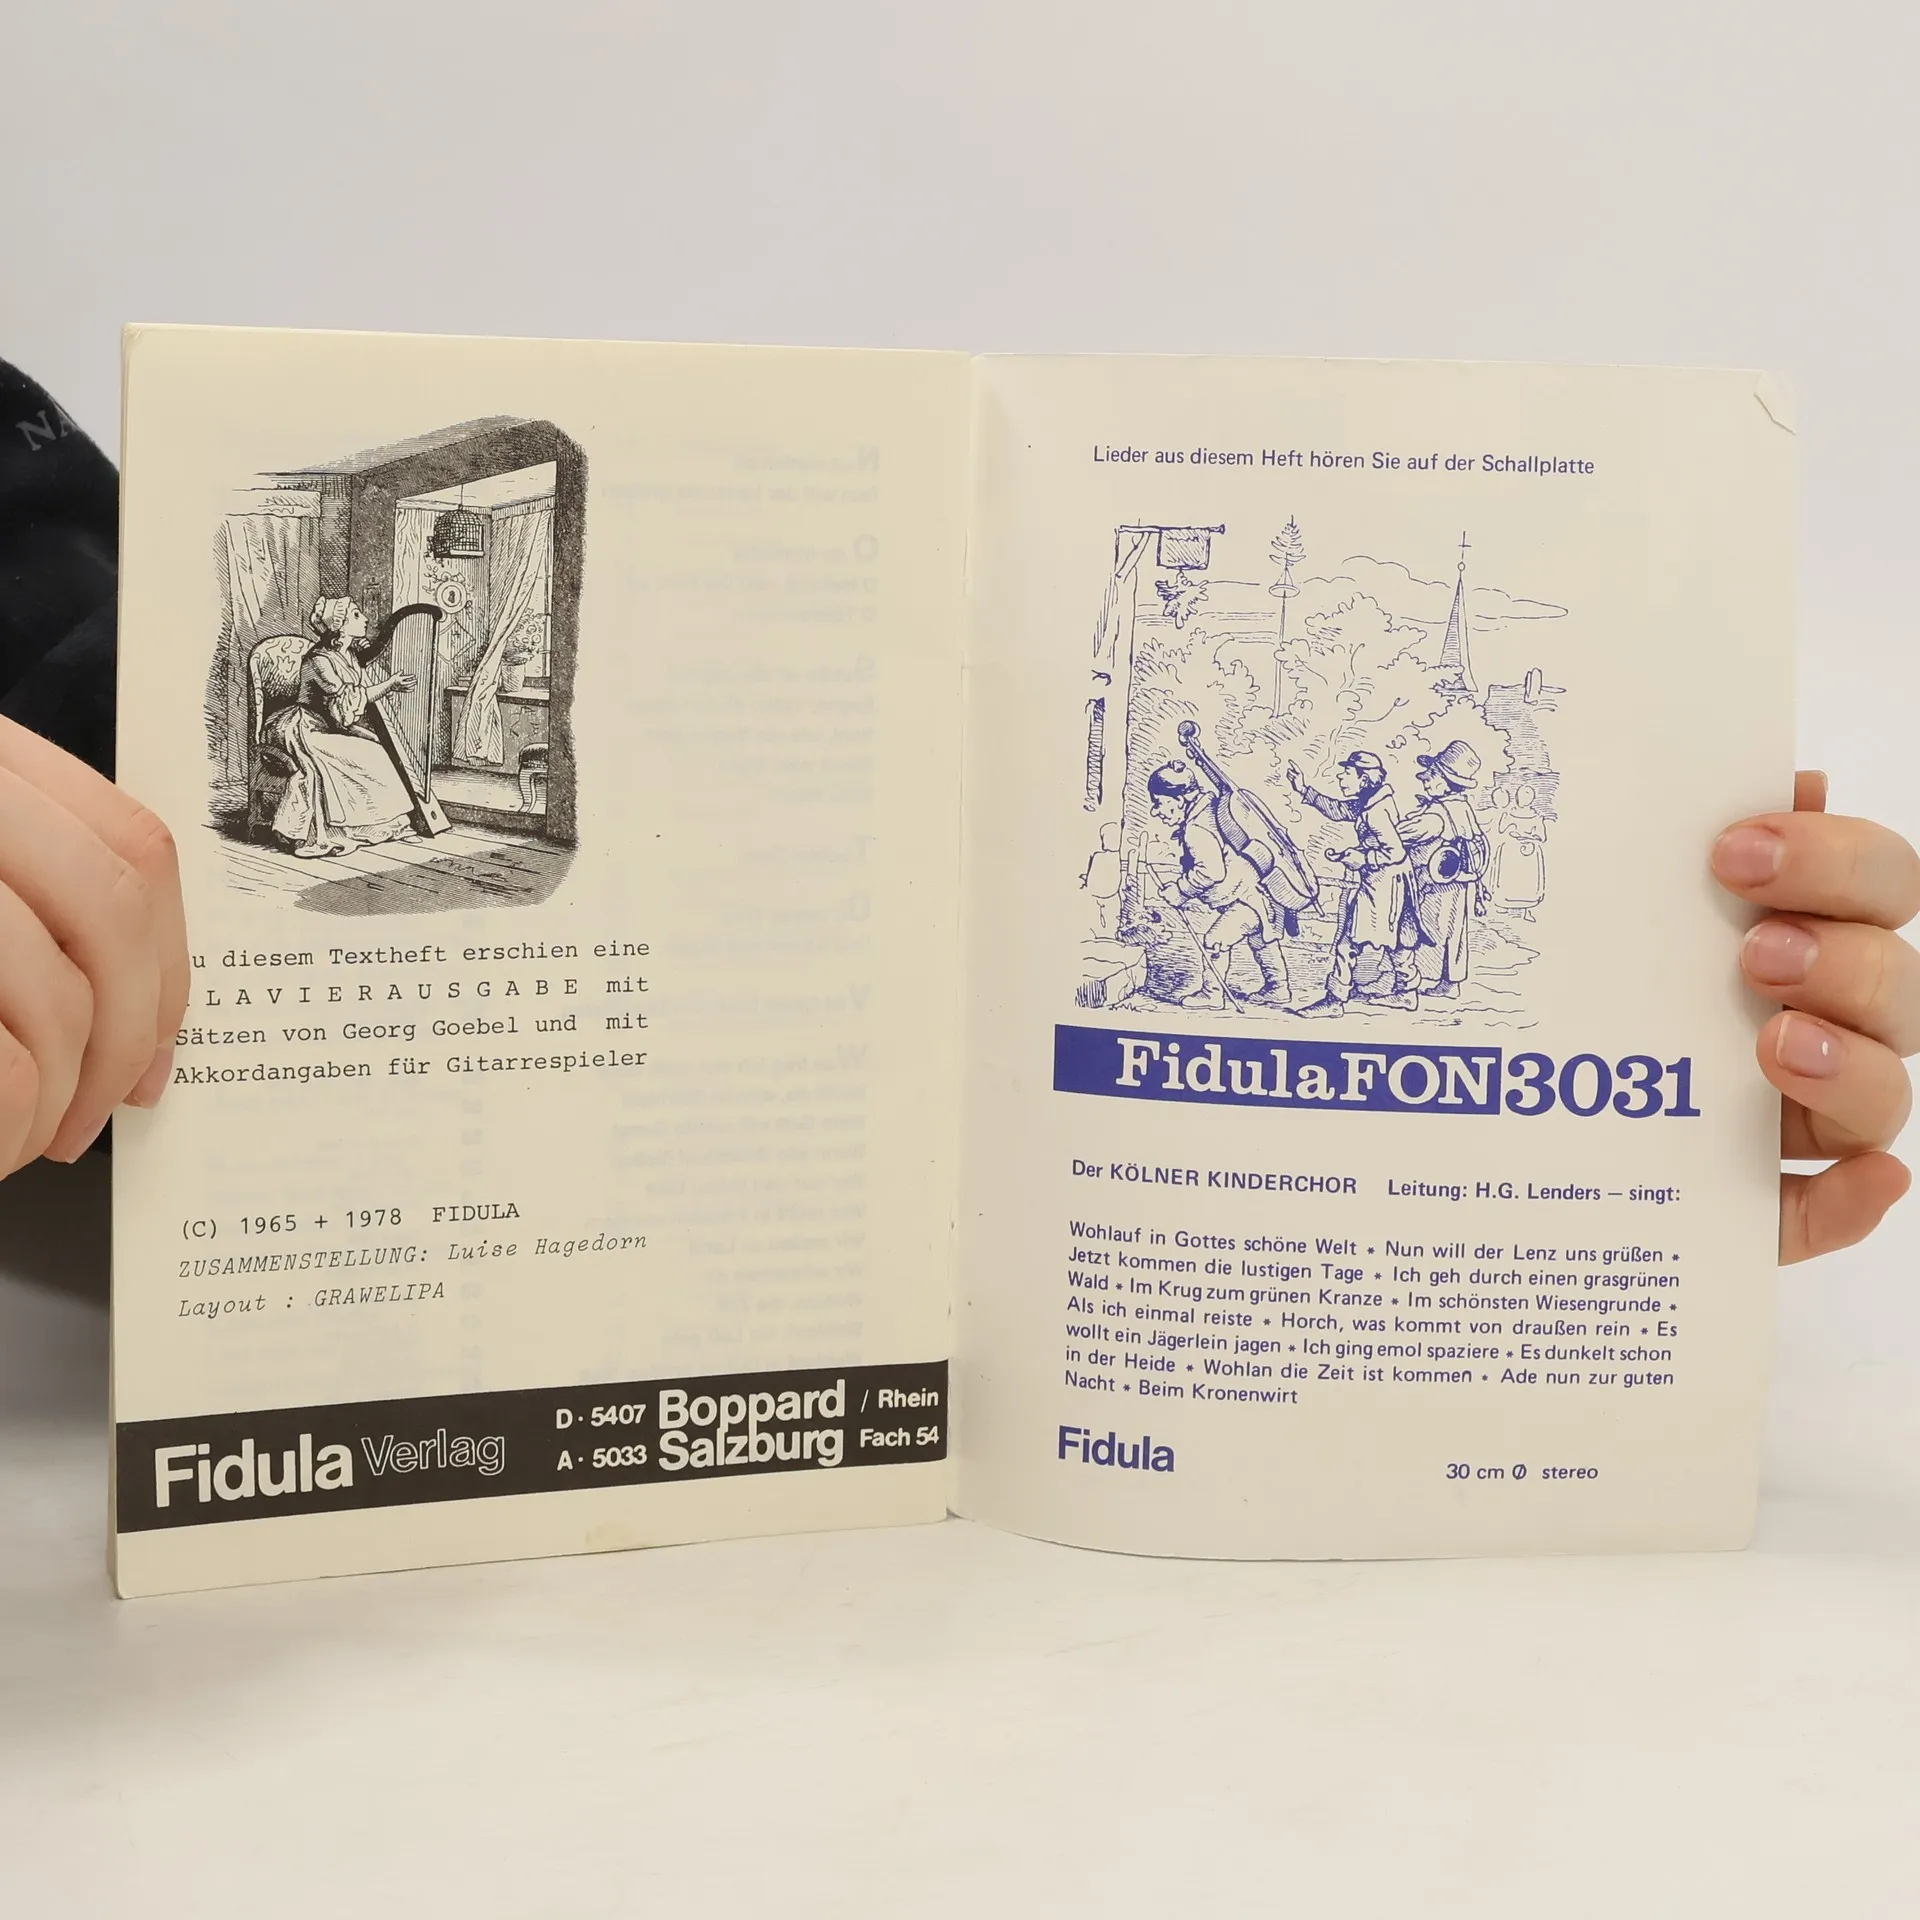 NA
u diesem Textheft erschien eine
LAVIERAUSGABE mit
Sätzen von Georg Goebel und mit
Akkordangaben für Gitarrespieler
(C) 1965 + 1978 FIDULA
ZUSAMMENSTELLUNG: Luise Hagedorn
Layout : GRAWELIPA
Fidula Verlag
D · 5407 Boppard / Rhein
A · 5033 Salzburg Fach 54
Lieder aus diesem Heft hören Sie auf der Schallplatte
FidulaFON 3031
Der KÖLNER KINDERCHOR Leitung: H.G. Lenders – singt:
Wohlauf in Gottes schöne Welt * Nun will der Lenz uns grüßen *
Jetzt kommen die lustigen Tage * Ich geh durch einen grasgrünen
Wald * Im Krug zum grünen Kranze * Im schönsten Wiesengrunde *
Als ich einmal reiste * Horch, was kommt von draußen rein * Es
wollt ein Jägerlein jagen * Ich ging emol spaziere * Es dunkelt schon
in der Heide * Wohlan die Zeit ist kommen * Ade nun zur guten
Nacht * Beim Kronenwirt
Fidula
30 cm Ø stereo